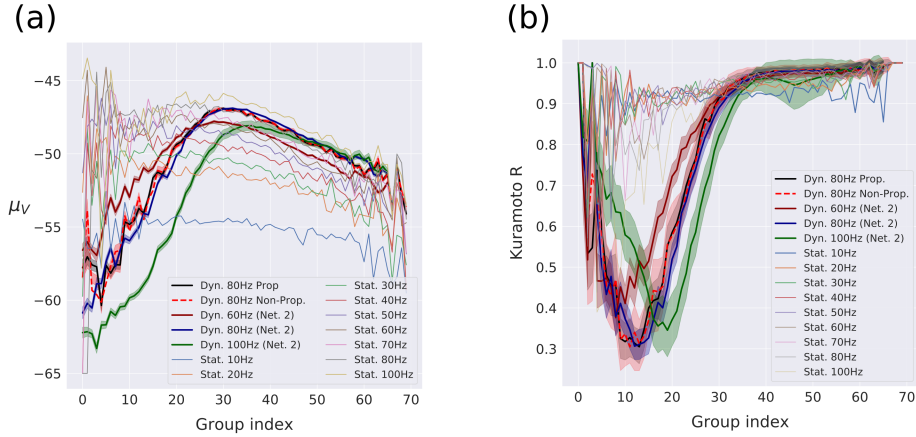 (a)
(b)
−45
−50
−55
−60
−65
μV
0 10 20 30 40 50 60 70
Group index
Dyn. 80Hz Prop
Dyn. 80Hz Non-Prop.
Dyn. 60Hz (Net. 2)
Dyn. 80Hz (Net. 2)
Dyn. 100Hz (Net. 2)
Stat. 10Hz
Stat. 20Hz
Stat. 30Hz
Stat. 40Hz
Stat. 50Hz
Stat. 60Hz
Stat. 70Hz
Stat. 80Hz
Stat. 100Hz
1.0
0.9
0.8
0.7
0.6
0.5
0.4
0.3
Kuramoto R
0 10 20 30 40 50 60 70
Group index
Dyn. 80Hz Prop.
Dyn. 80Hz Non-Prop.
Dyn. 60Hz (Net. 2)
Dyn. 80Hz (Net. 2)
Dyn. 100Hz (Net. 2)
Stat. 10Hz
Stat. 20Hz
Stat. 30Hz
Stat. 40Hz
Stat. 50Hz
Stat. 60Hz
Stat. 70Hz
Stat. 80Hz
Stat. 100Hz